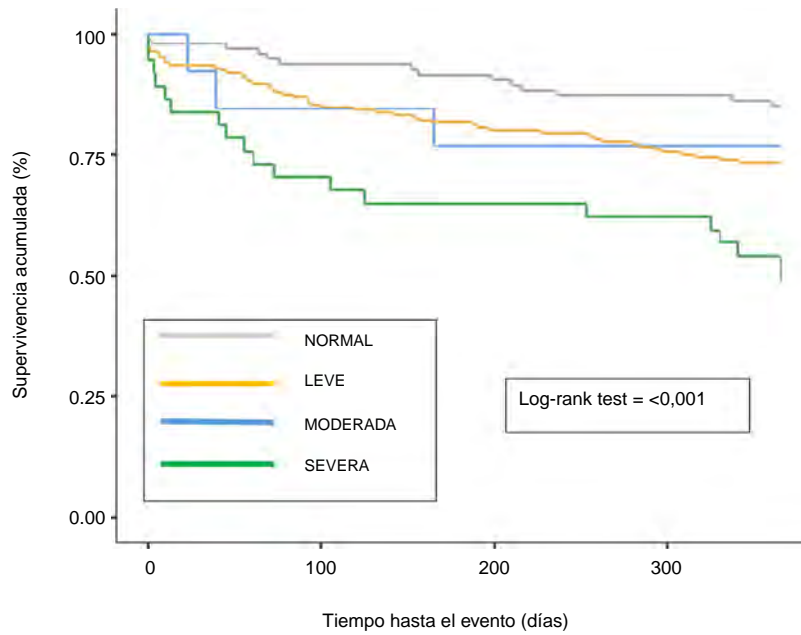 Supervivencia acumulada (%)
100
0.75
0.50
0.25
0.00
NORMAL
LEVE
MODERADA
SEVERA
Log-rank test = <0,001
0
100
200
300
Tiempo hasta el evento (días)